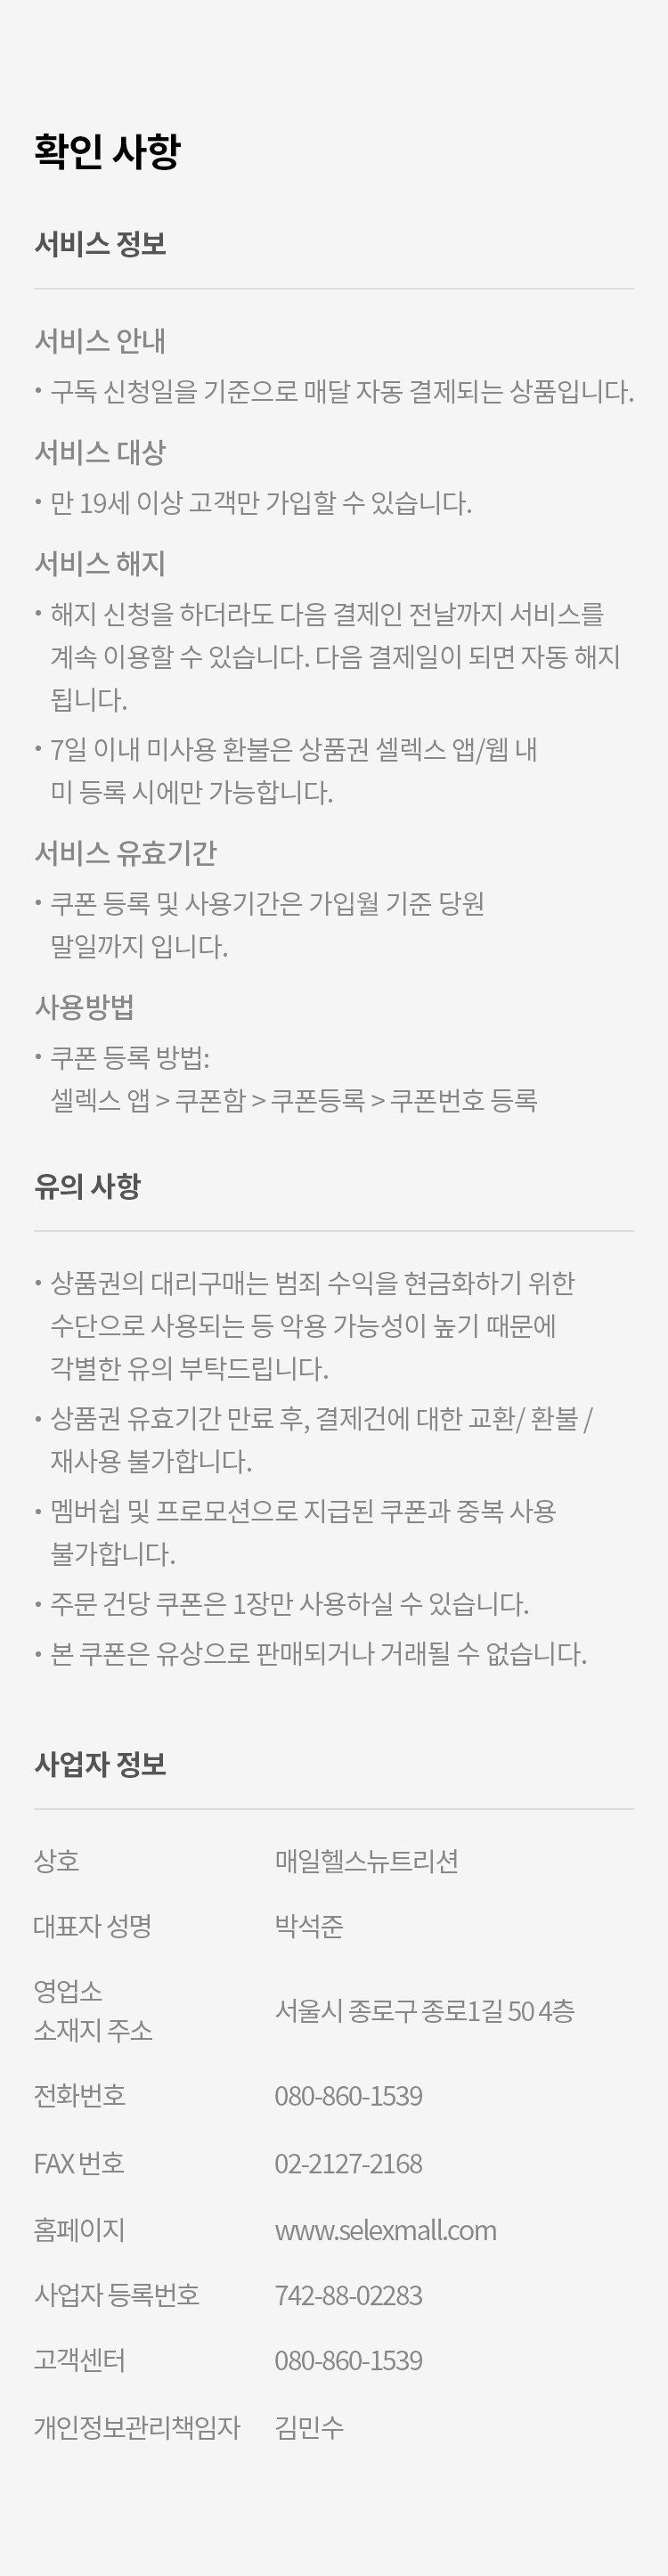 확인 사항
서비스 정보
서비스 안내
• 구독 신청일을 기준으로 매달 자동 결제되는 상품입니다.
서비스 대상
• 만 19세 이상 고객만 가입할 수 있습니다.
서비스 해지
• 해지 신청을 하더라도 다음 결제인 전날까지 서비스를
계속 이용할 수 있습니다. 다음 결제일이 되면 자동 해지
됩니다.
• 7일 이내 미사용 환불은 상품권 셀렉스 앱/웹 내
미 등록 시에만 가능합니다.
서비스 유효기간
• 쿠폰 등록 및 사용기간은 가입월 기준 당원
말일까지 입니다.
사용방법
• 쿠폰 등록 방법:
셀렉스 앱 > 쿠폰함 > 쿠폰등록 > 쿠폰번호 등록
유의 사항
• 상품권의 대리구매는 범죄 수익을 현금화하기 위한
수단으로 사용되는 등 악용 가능성이 높기 때문에
각별한 유의 부탁드립니다.
• 상품권 유효기간 만료 후, 결제건에 대한 교환/ 환불 /
재사용 불가합니다.
• 멤버쉽 및 프로모션으로 지급된 쿠폰과 중복 사용
불가합니다.
• 주문 건당 쿠폰은 1장만 사용하실 수 있습니다.
• 본 쿠폰은 유상으로 판매되거나 거래될 수 없습니다.
사업자 정보
상호 매일헬스뉴트리션
대표자 성명 박석준
영업소
소재지 주소 서울시 종로구 종로1길 50 4층
전화번호 080-860-1539
FAX 번호 02-2127-2168
홈페이지 www.selexmall.com
사업자 등록번호 742-88-02283
고객센터 080-860-1539
개인정보관리책임자 김민수